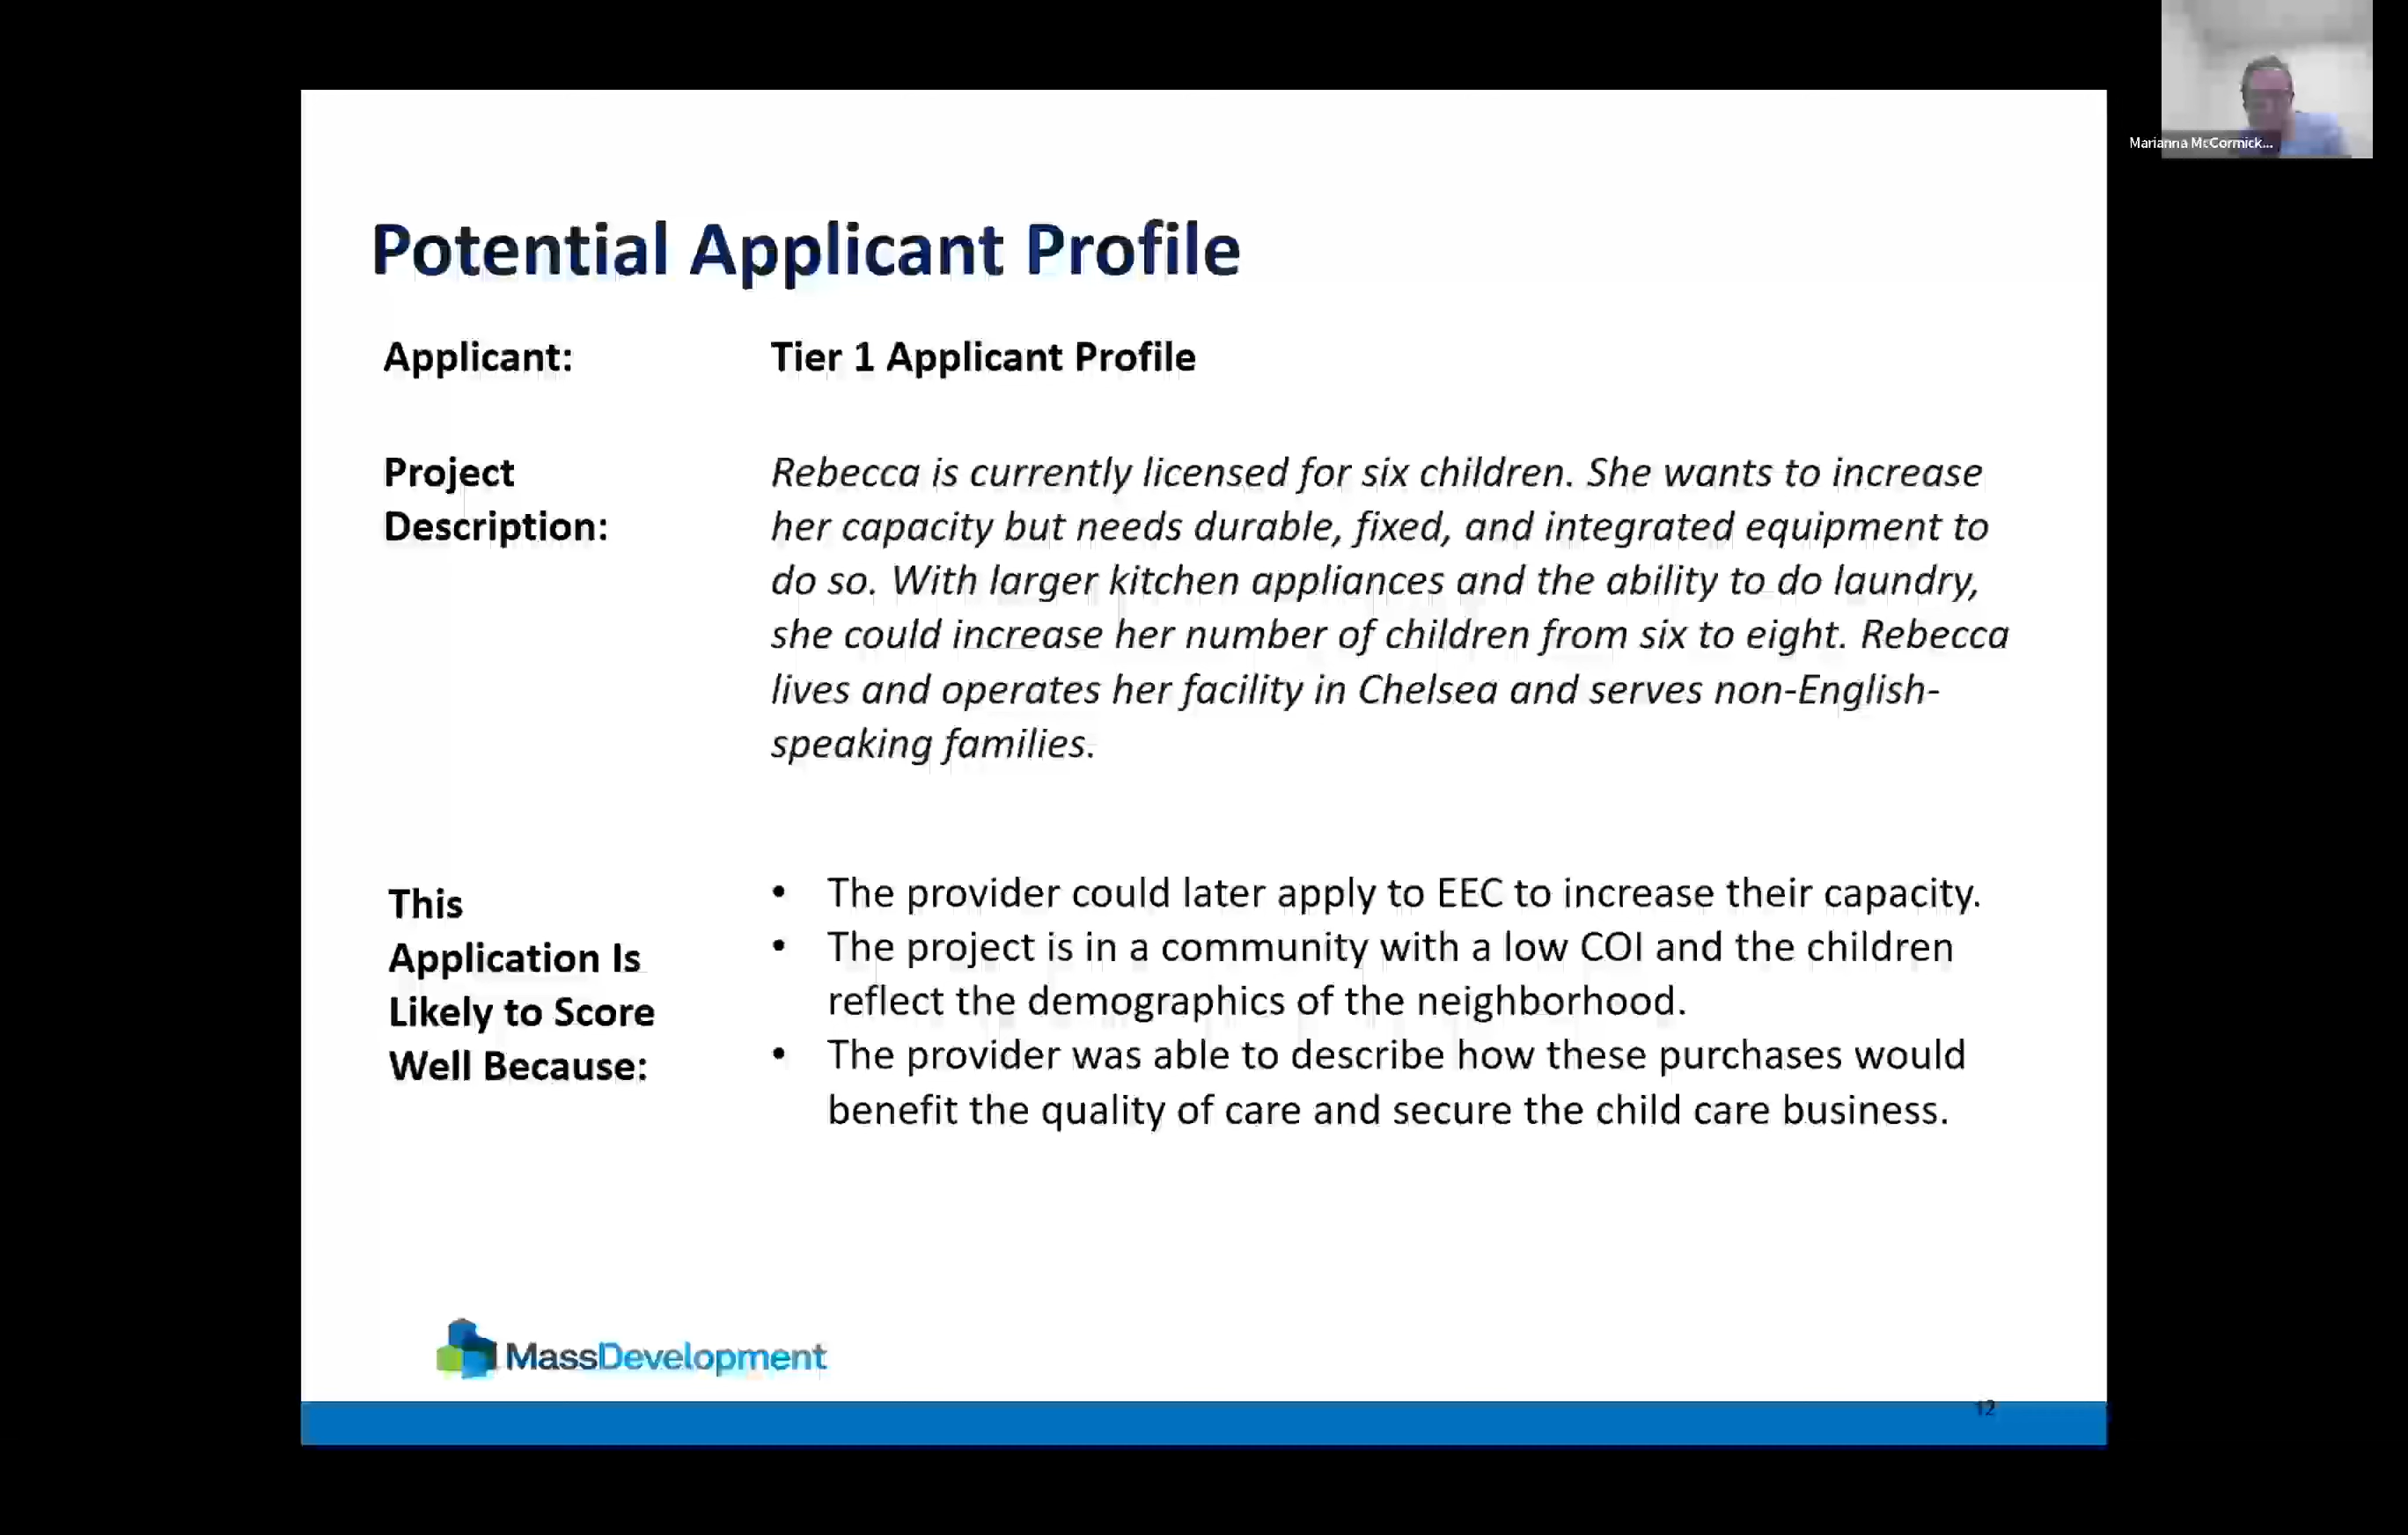 Marianna McCormick...
Potential Applicant Profile
Applicant:
Tier 1 Applicant Profile
Project
Description:
Rebecca is currently licensed for six children. She wants to increase
her capacity but needs durable, fixed, and integrated equipment to
do so. With larger kitchen appliances and the ability to do laundry,
she could increase her number of children from six to eight. Rebecca
lives and operates her facility in Chelsea and serves non-English-
speaking families.
This
Application Is
Likely to Score
Well Because:
• The provider could later apply to EEC to increase their capacity.
• The project is in a community with a low COI and the children
reflect the demographics of the neighborhood.
• The provider was able to describe how these purchases would
benefit the quality of care and secure the child care business.
MassDevelopment
12